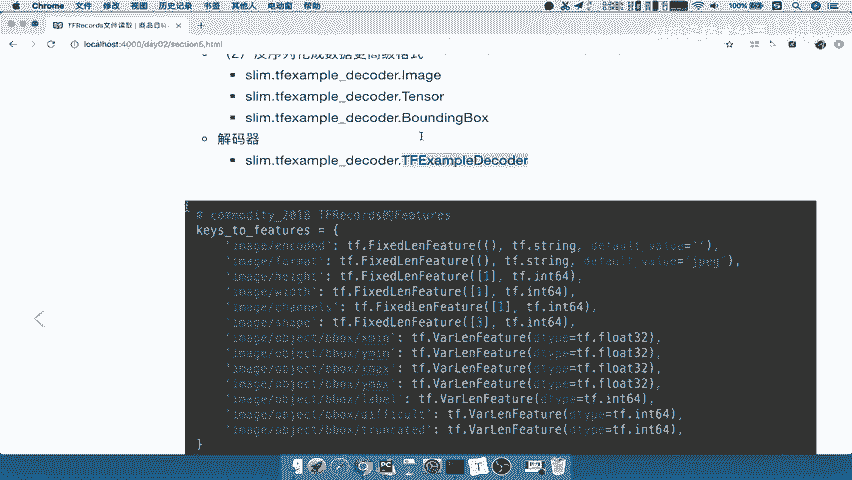 Chrome 文件 修改 视图 历史记录 书签 其他人 电动窗 帮助
100%
TFRecords文件读取 | 商品目标
localhost:4000/day02/section5.html
(2) 反序列化成数据更高级格式
slim.tfexample_decoder.Image
slim.tfexample_decoder.Tensor
slim.tfexample_decoder.BoundingBox
解码器
slim.tfexample_decoder.TFExampleDecoder
# commodity_2018 TFRecords的Features
keys_to_features = {
'image/encoded': tf.FixedLenFeature((), tf.string, default_value=''),
'image/format': tf.FixedLenFeature((), tf.string, default_value='jpeg'),
'image/height': tf.FixedLenFeature([1], tf.int64),
'image/width': tf.FixedLenFeature([1], tf.int64),
'image/channels': tf.FixedLenFeature([1], tf.int64),
'image/shape': tf.FixedLenFeature([3], tf.int64),
'image/object/bbox/xmin': tf.VarLenFeature(dtype=tf.float32),
'image/object/bbox/ymin': tf.VarLenFeature(dtype=tf.float32),
'image/object/bbox/xmax': tf.VarLenFeature(dtype=tf.float32),
'image/object/bbox/ymax': tf.VarLenFeature(dtype=tf.float32),
'image/object/bbox/label': tf.VarLenFeature(dtype=tf.int64),
'image/object/bbox/difficult': tf.VarLenFeature(dtype=tf.int64),
'image/object/bbox/truncated': tf.VarLenFeature(dtype=tf.int64),
}